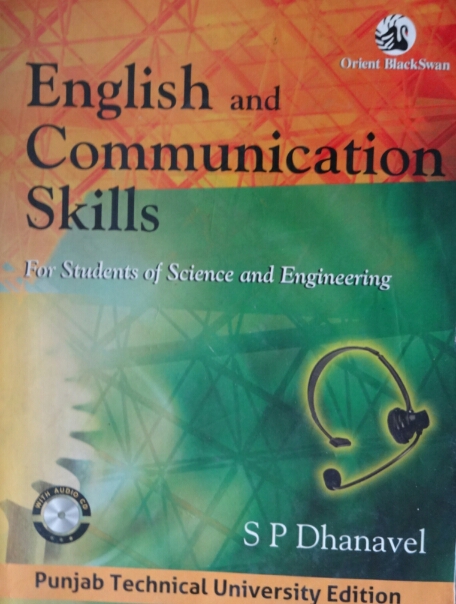 Orient BlackSwan
English and
Communication
Skills
For Students of Science and Engineering
WITH AUDIO CD
S P Dhanavel
Punjab Technical University Edition